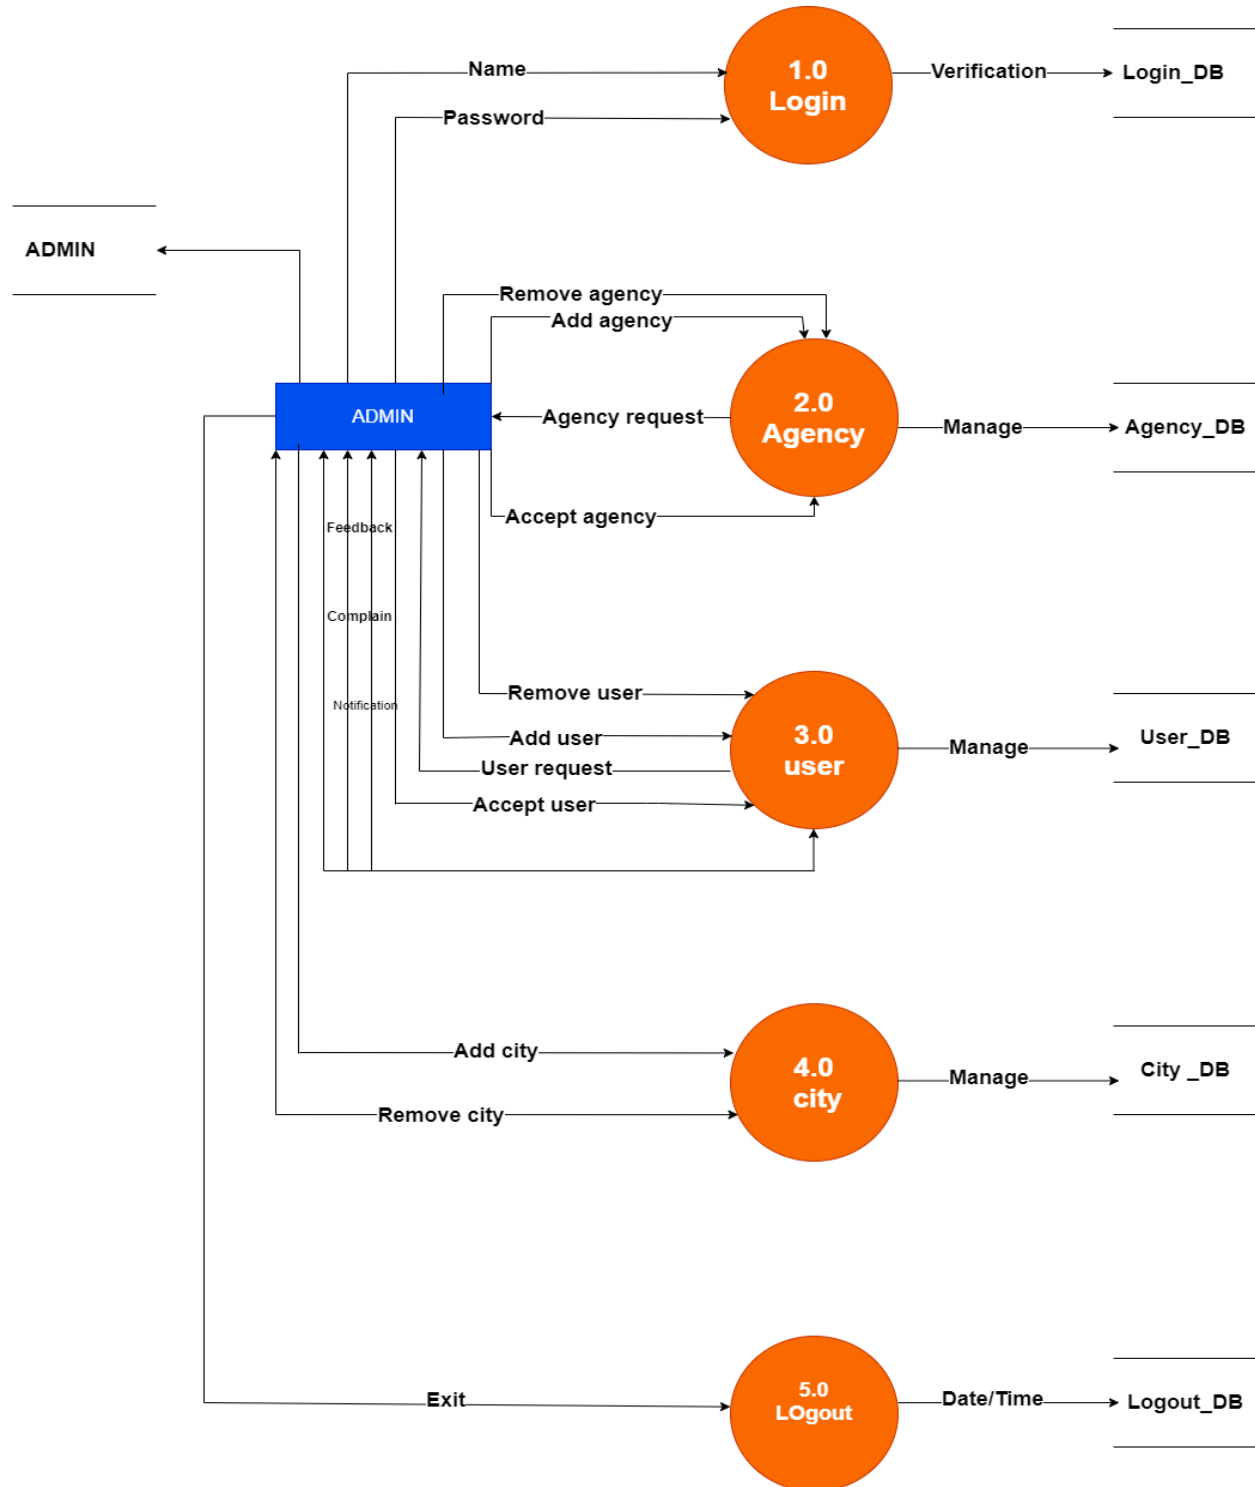 Name
1.0
Login
Verification
Login_DB
Password
ADMIN
Remove agency
Add agency
ADMIN
Agency request
2.0
Agency
Manage
Agency_DB
Accept agency
Feedback
Complain
Notification
Remove user
Add user
User request
Accept user
3.0
user
Manage
User_DB
Add city
Remove city
4.0
city
Manage
City _DB
Exit
5.0
LOgout
Date/Time
Logout_DB